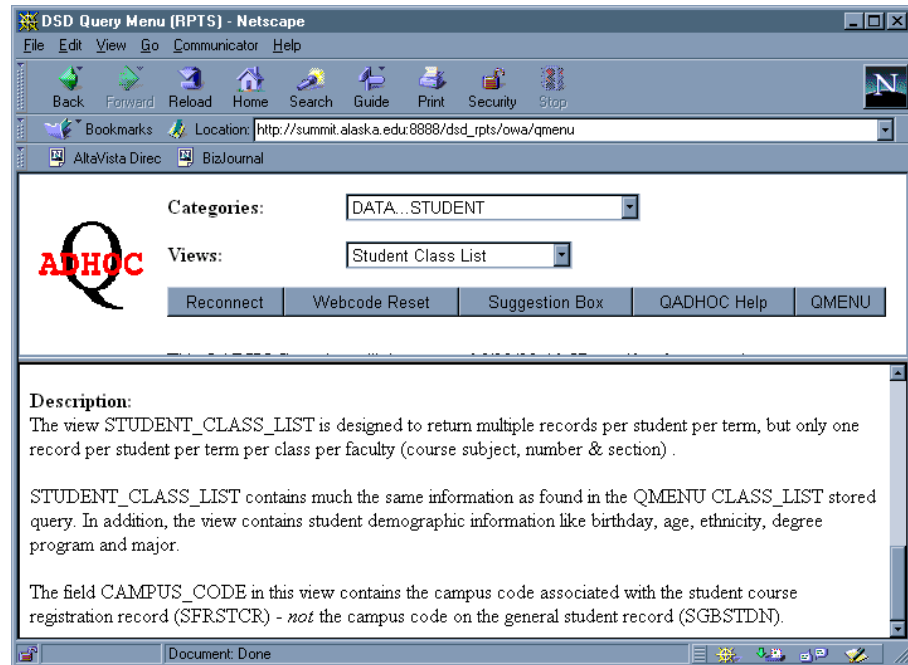 DSD Query Menu (RPTS) - Netscape
File Edit View Go Communicator Help
Back Forward Reload Home Search Guide Print Security Stop
N
Bookmarks Location: http://summit.alaska.edu:8888/dsd_rpts/owa/qmenu
AltaVista Direc BizJournal
Categories: DATA...STUDENT
Q
ADHOC
Views: Student Class List
Reconnect Webcode Reset Suggestion Box QADHOC Help QMENU
Description:
The view STUDENT_CLASS_LIST is designed to return multiple records per student per term, but only one
record per student per term per class per faculty (course subject, number & section) .
STUDENT_CLASS_LIST contains much the same information as found in the QMENU CLASS_LIST stored
query. In addition, the view contains student demographic information like birthday, age, ethnicity, degree
program and major.
The field CAMPUS_CODE in this view contains the campus code associated with the student course
registration record (SFRSTCR) - not the campus code on the general student record (SGBSTDN).
Document: Done